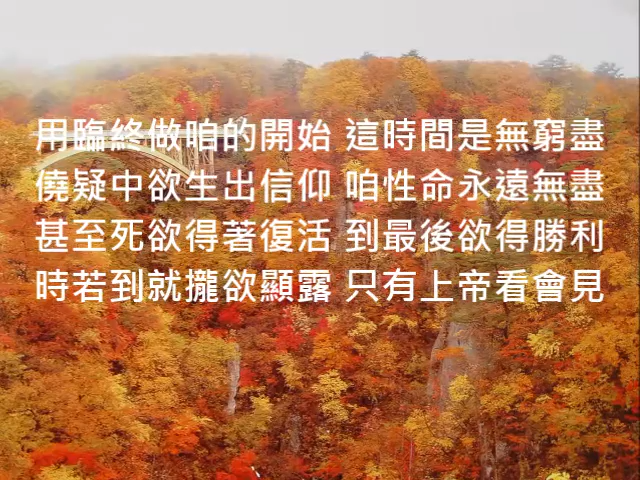 用臨終做咱的開始 這時間是無窮盡
僥疑中欲生出信仰 咱性命永遠無盡
甚至死欲得著復活 到最後欲得勝利
時若到就攏欲顯露 只有上帝看會見